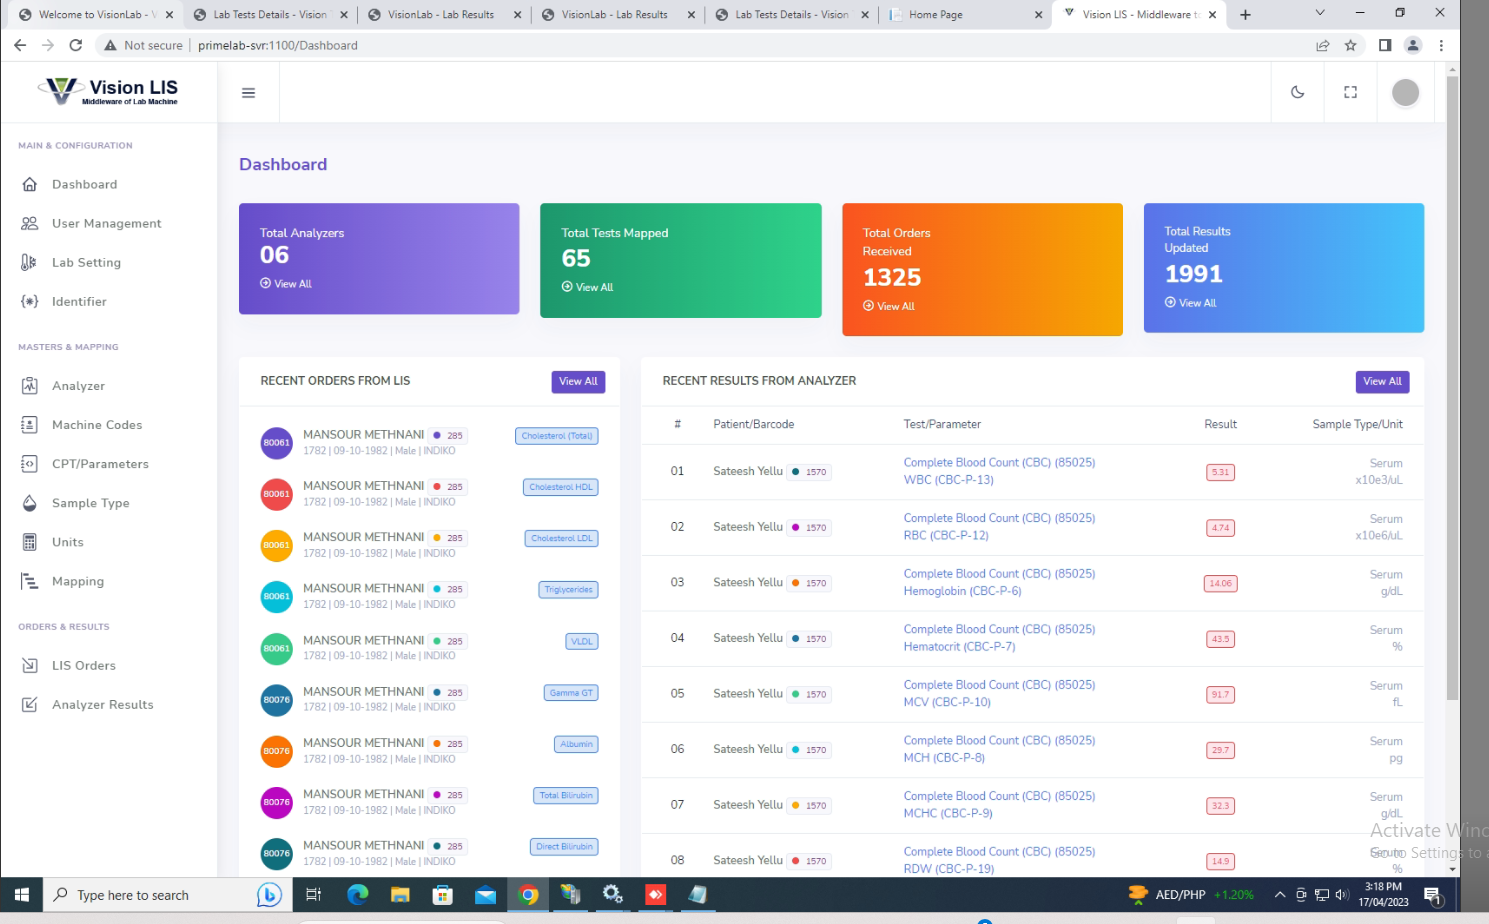 Welcome to VisionLab - V
Lab Tests Details - Vision
VisionLab - Lab Results
VisionLab - Lab Results
Lab Tests Details - Vision
Home Page
Vision LIS - Middleware to
Not secure
primelab-svr:1100/Dashboard
Vision LIS
Middleware of Lab Machine
MAIN & CONFIGURATION
Dashboard
User Management
Lab Setting
Identifier
MASTERS & MAPPING
Analyzer
Machine Codes
CPT/Parameters
Sample Type
Units
Mapping
ORDERS & RESULTS
LIS Orders
Analyzer Results
Dashboard
Total Analyzers
06
View All
Total Tests Mapped
65
View All
Total Orders
Received
1325
View All
Total Results
Updated
1991
View All
RECENT ORDERS FROM LIS
View All
80061 MANSOUR METHNANI 285 Cholesterol (Total)
1782 | 09-10-1982 | Male | INDIKO
80061 MANSOUR METHNANI 285 Cholesterol HDL
1782 | 09-10-1982 | Male | INDIKO
80061 MANSOUR METHNANI 285 Cholesterol LDL
1782 | 09-10-1982 | Male | INDIKO
80061 MANSOUR METHNANI 285 Triglycerides
1782 | 09-10-1982 | Male | INDIKO
80061 MANSOUR METHNANI 285 VLDL
1782 | 09-10-1982 | Male | INDIKO
80076 MANSOUR METHNANI 285 Gamma GT
1782 | 09-10-1982 | Male | INDIKO
80076 MANSOUR METHNANI 285 Albumin
1782 | 09-10-1982 | Male | INDIKO
80076 MANSOUR METHNANI 285 Total Bilirubin
1782 | 09-10-1982 | Male | INDIKO
80076 MANSOUR METHNANI 285 Direct Bilirubin
1782 | 09-10-1982 | Male | INDIKO
RECENT RESULTS FROM ANALYZER
View All
# Patient/Barcode Test/Parameter Result Sample Type/Unit
01 Sateesh Yellu 1570 Complete Blood Count (CBC) (85025) 5.31 Serum
WBC (CBC-P-13) x10e3/uL
02 Sateesh Yellu 1570 Complete Blood Count (CBC) (85025) 4.74 Serum
RBC (CBC-P-12) x10e6/uL
03 Sateesh Yellu 1570 Complete Blood Count (CBC) (85025) 14.06 Serum
Hemoglobin (CBC-P-6) g/dL
04 Sateesh Yellu 1570 Complete Blood Count (CBC) (85025) 43.5 Serum
Hematocrit (CBC-P-7) %
05 Sateesh Yellu 1570 Complete Blood Count (CBC) (85025) 91.7 Serum
MCV (CBC-P-10) fL
06 Sateesh Yellu 1570 Complete Blood Count (CBC) (85025) 29.7 Serum
MCH (CBC-P-8) pg
07 Sateesh Yellu 1570 Complete Blood Count (CBC) (85025) 32.3 Serum
MCHC (CBC-P-9) g/dL
08 Sateesh Yellu 1570 Complete Blood Count (CBC) (85025) 14.9 Serum
RDW (CBC-P-19) %
Activate Winc
Go to Settings to a
Type here to search
AED/PHP +1.20%
3:18 PM
17/04/2023
1